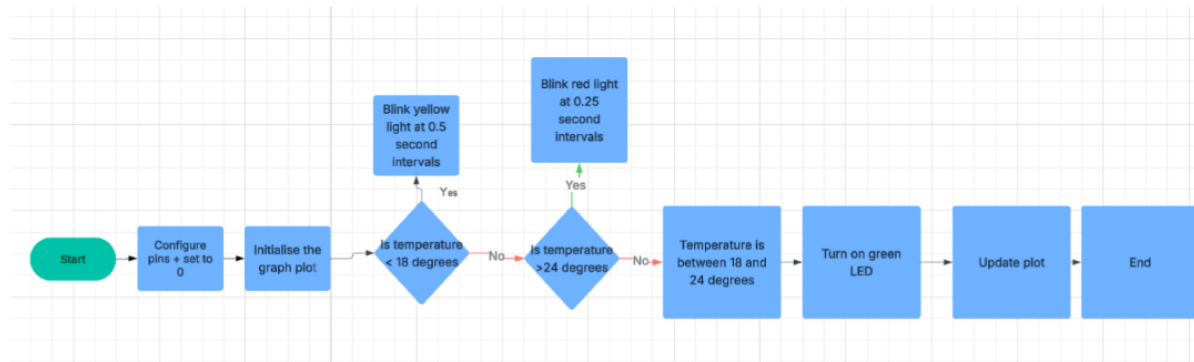 Start
Configure
pins + set to
0
Initialise the
graph plot
Is temperature
< 18 degrees
Yes
Blink yellow
light at 0.5
second
intervals
No
Is temperature
>24 degrees
Yes
Blink red light
at 0.25
second
intervals
No
Temperature is
between 18 and
24 degrees
Turn on green
LED
Update plot
End